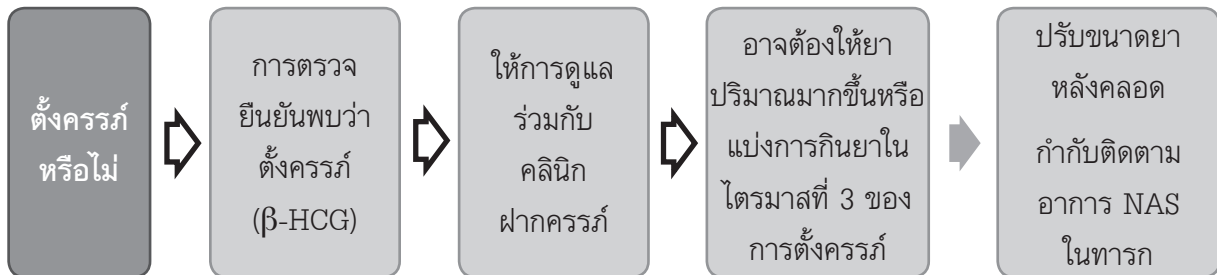 ตั้งครรภ์
หรือไม่
การตรวจ
ยืนยันพบว่า
ตั้งครรภ์
(β-HCG)
ให้การดูแล
ร่วมกับ
คลินิก
ฝากครรภ์
อาจต้องให้ยา
ปริมาณมากขึ้นหรือ
แบ่งการกินยาใน
ไตรมาสที่ 3 ของ
การตั้งครรภ์
ปรับขนาดยา
หลังคลอด
กำกับติดตาม
อาการ NAS
ในทารก